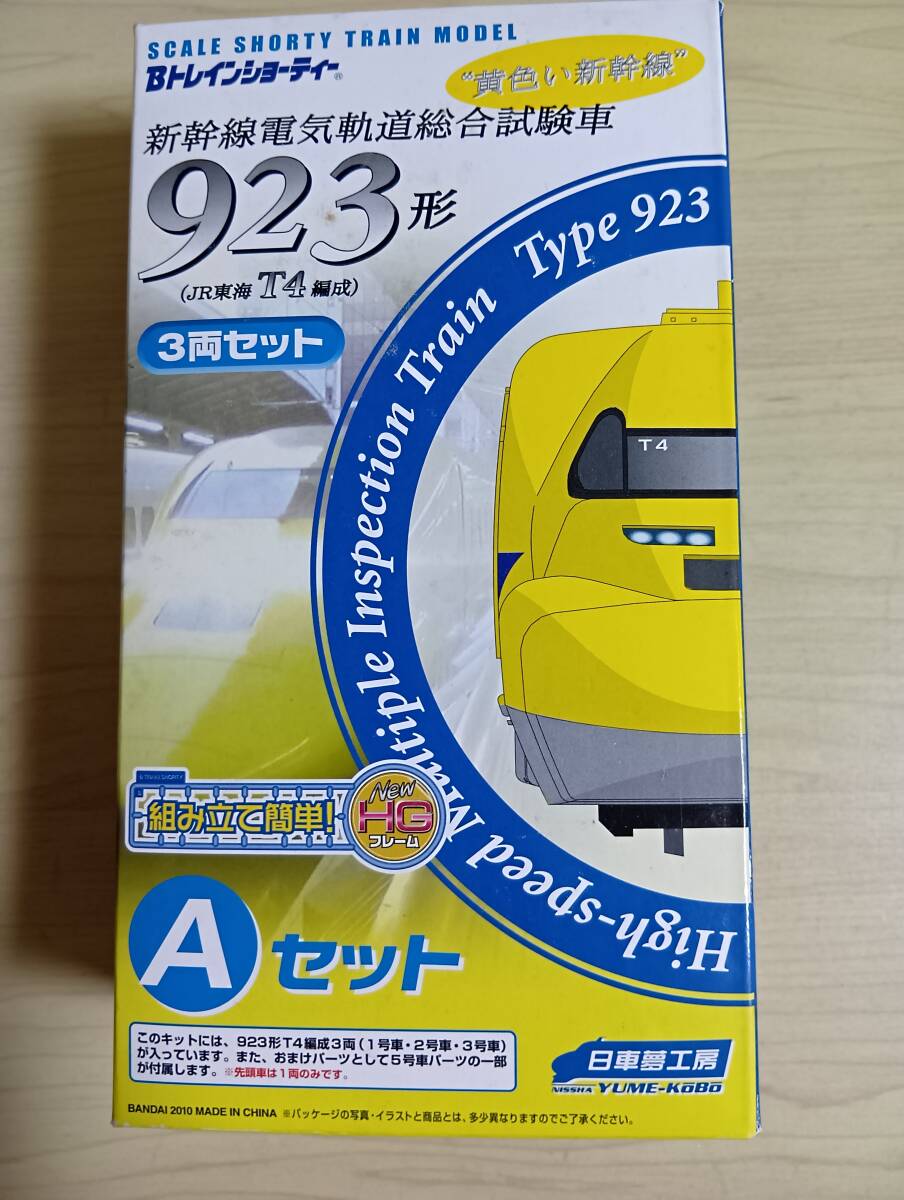 SCALE SHORTY TRAIN MODEL
Bトレインショーティー®
"黄色い新幹線"
新幹線電気軌道総合試験車
923形
(JR東海 T4 編成)
3両セット
High-speed Multiple Inspection Train Type 923
T4
B TRAIN SHORTY
組み立て簡単!
New
HG
フレーム
Aセット
このキットには、923形T4編成3両(1号車・2号車・3号車)
が入っています。また、おまけパーツとして5号車パーツの一部
が付属します。※先頭車は1両のみです。
日車夢工房
NISSHA YUME-KoBo
BANDAI 2010 MADE IN CHINA ※パッケージの写真・イラストと商品とは、多少異なりますのでご了承ください。